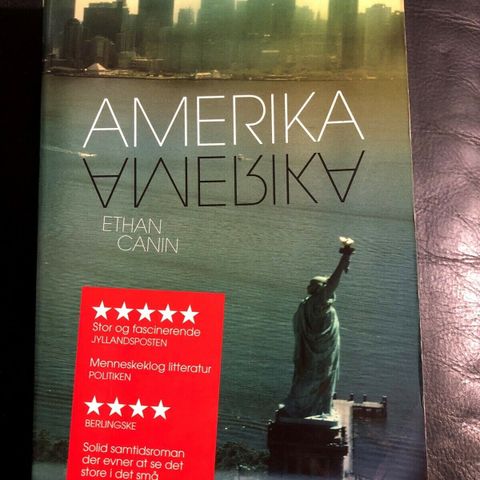 AMERIKA
AMERIKA
ETHAN
CANIN
Stor og fascinerende
JYLLANDSPOSTEN
Menneskeklog litteratur
POLITIKEN
BERLINGSKE
Solid samtidsroman
der evner at se det
store i det små